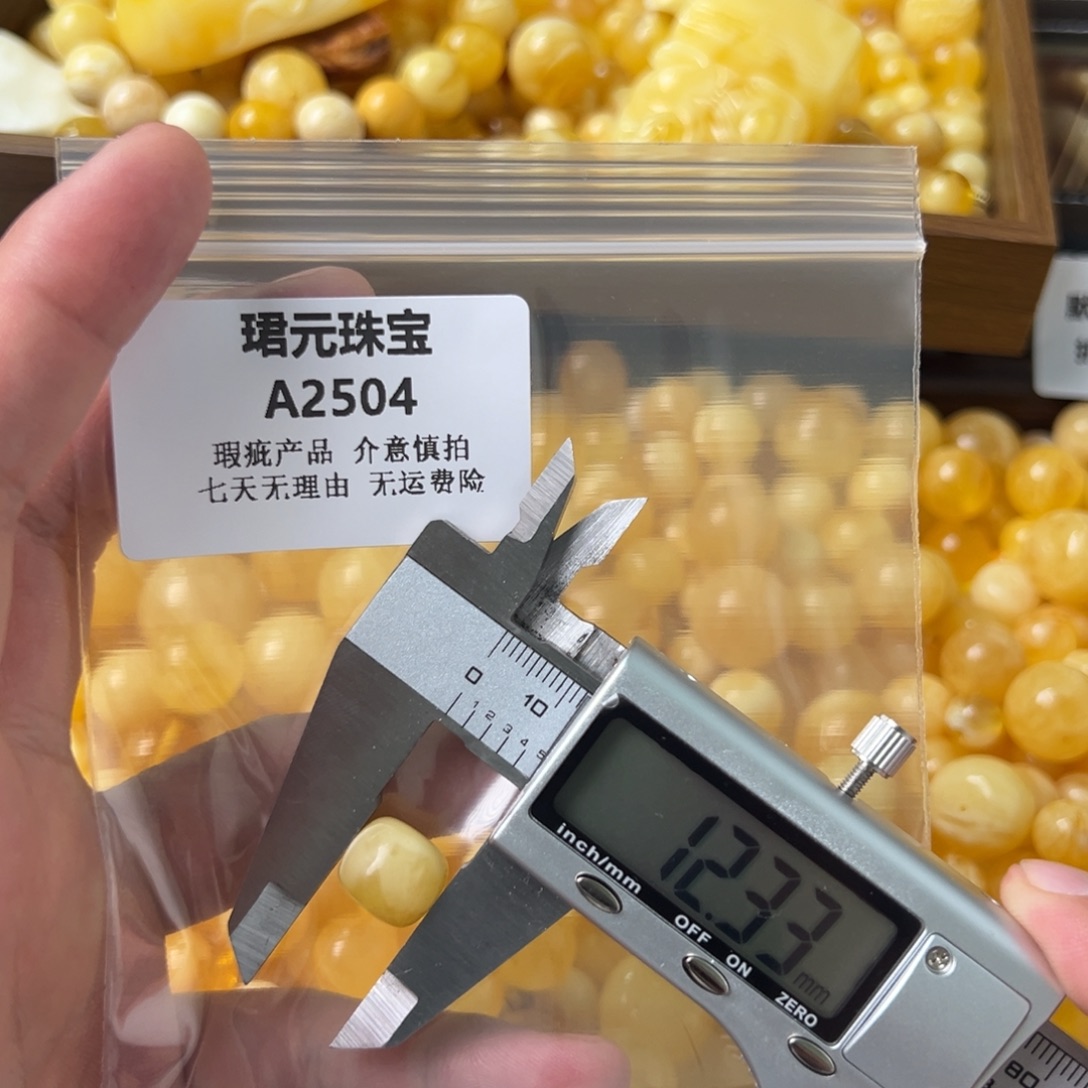 珺元珠宝
A2504
瑕疵产品 介意慎拍
七天无理由 无运费险
0 10
1 2 3 4 5
12.33 mm
inch/mm
OFF
ON
ZERO
80